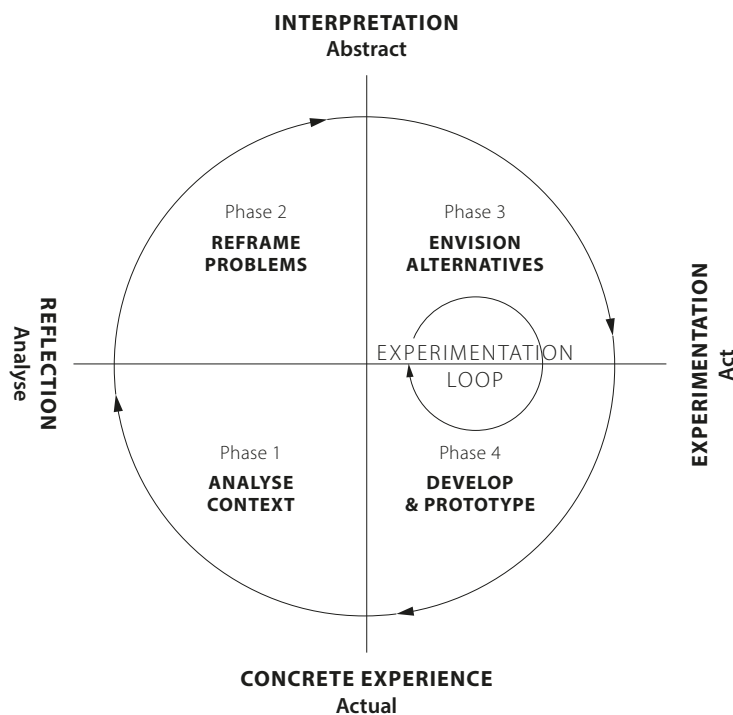 INTERPRETATION
Abstract
Phase 2
REFRAME
PROBLEMS
Phase 3
ENVISION
ALTERNATIVES
REFLECTION
Analyse
EXPERIMENTATION
LOOP
EXPERIMENTATION
Act
Phase 1
ANALYSE
CONTEXT
Phase 4
DEVELOP
& PROTOTYPE
CONCRETE EXPERIENCE
Actual